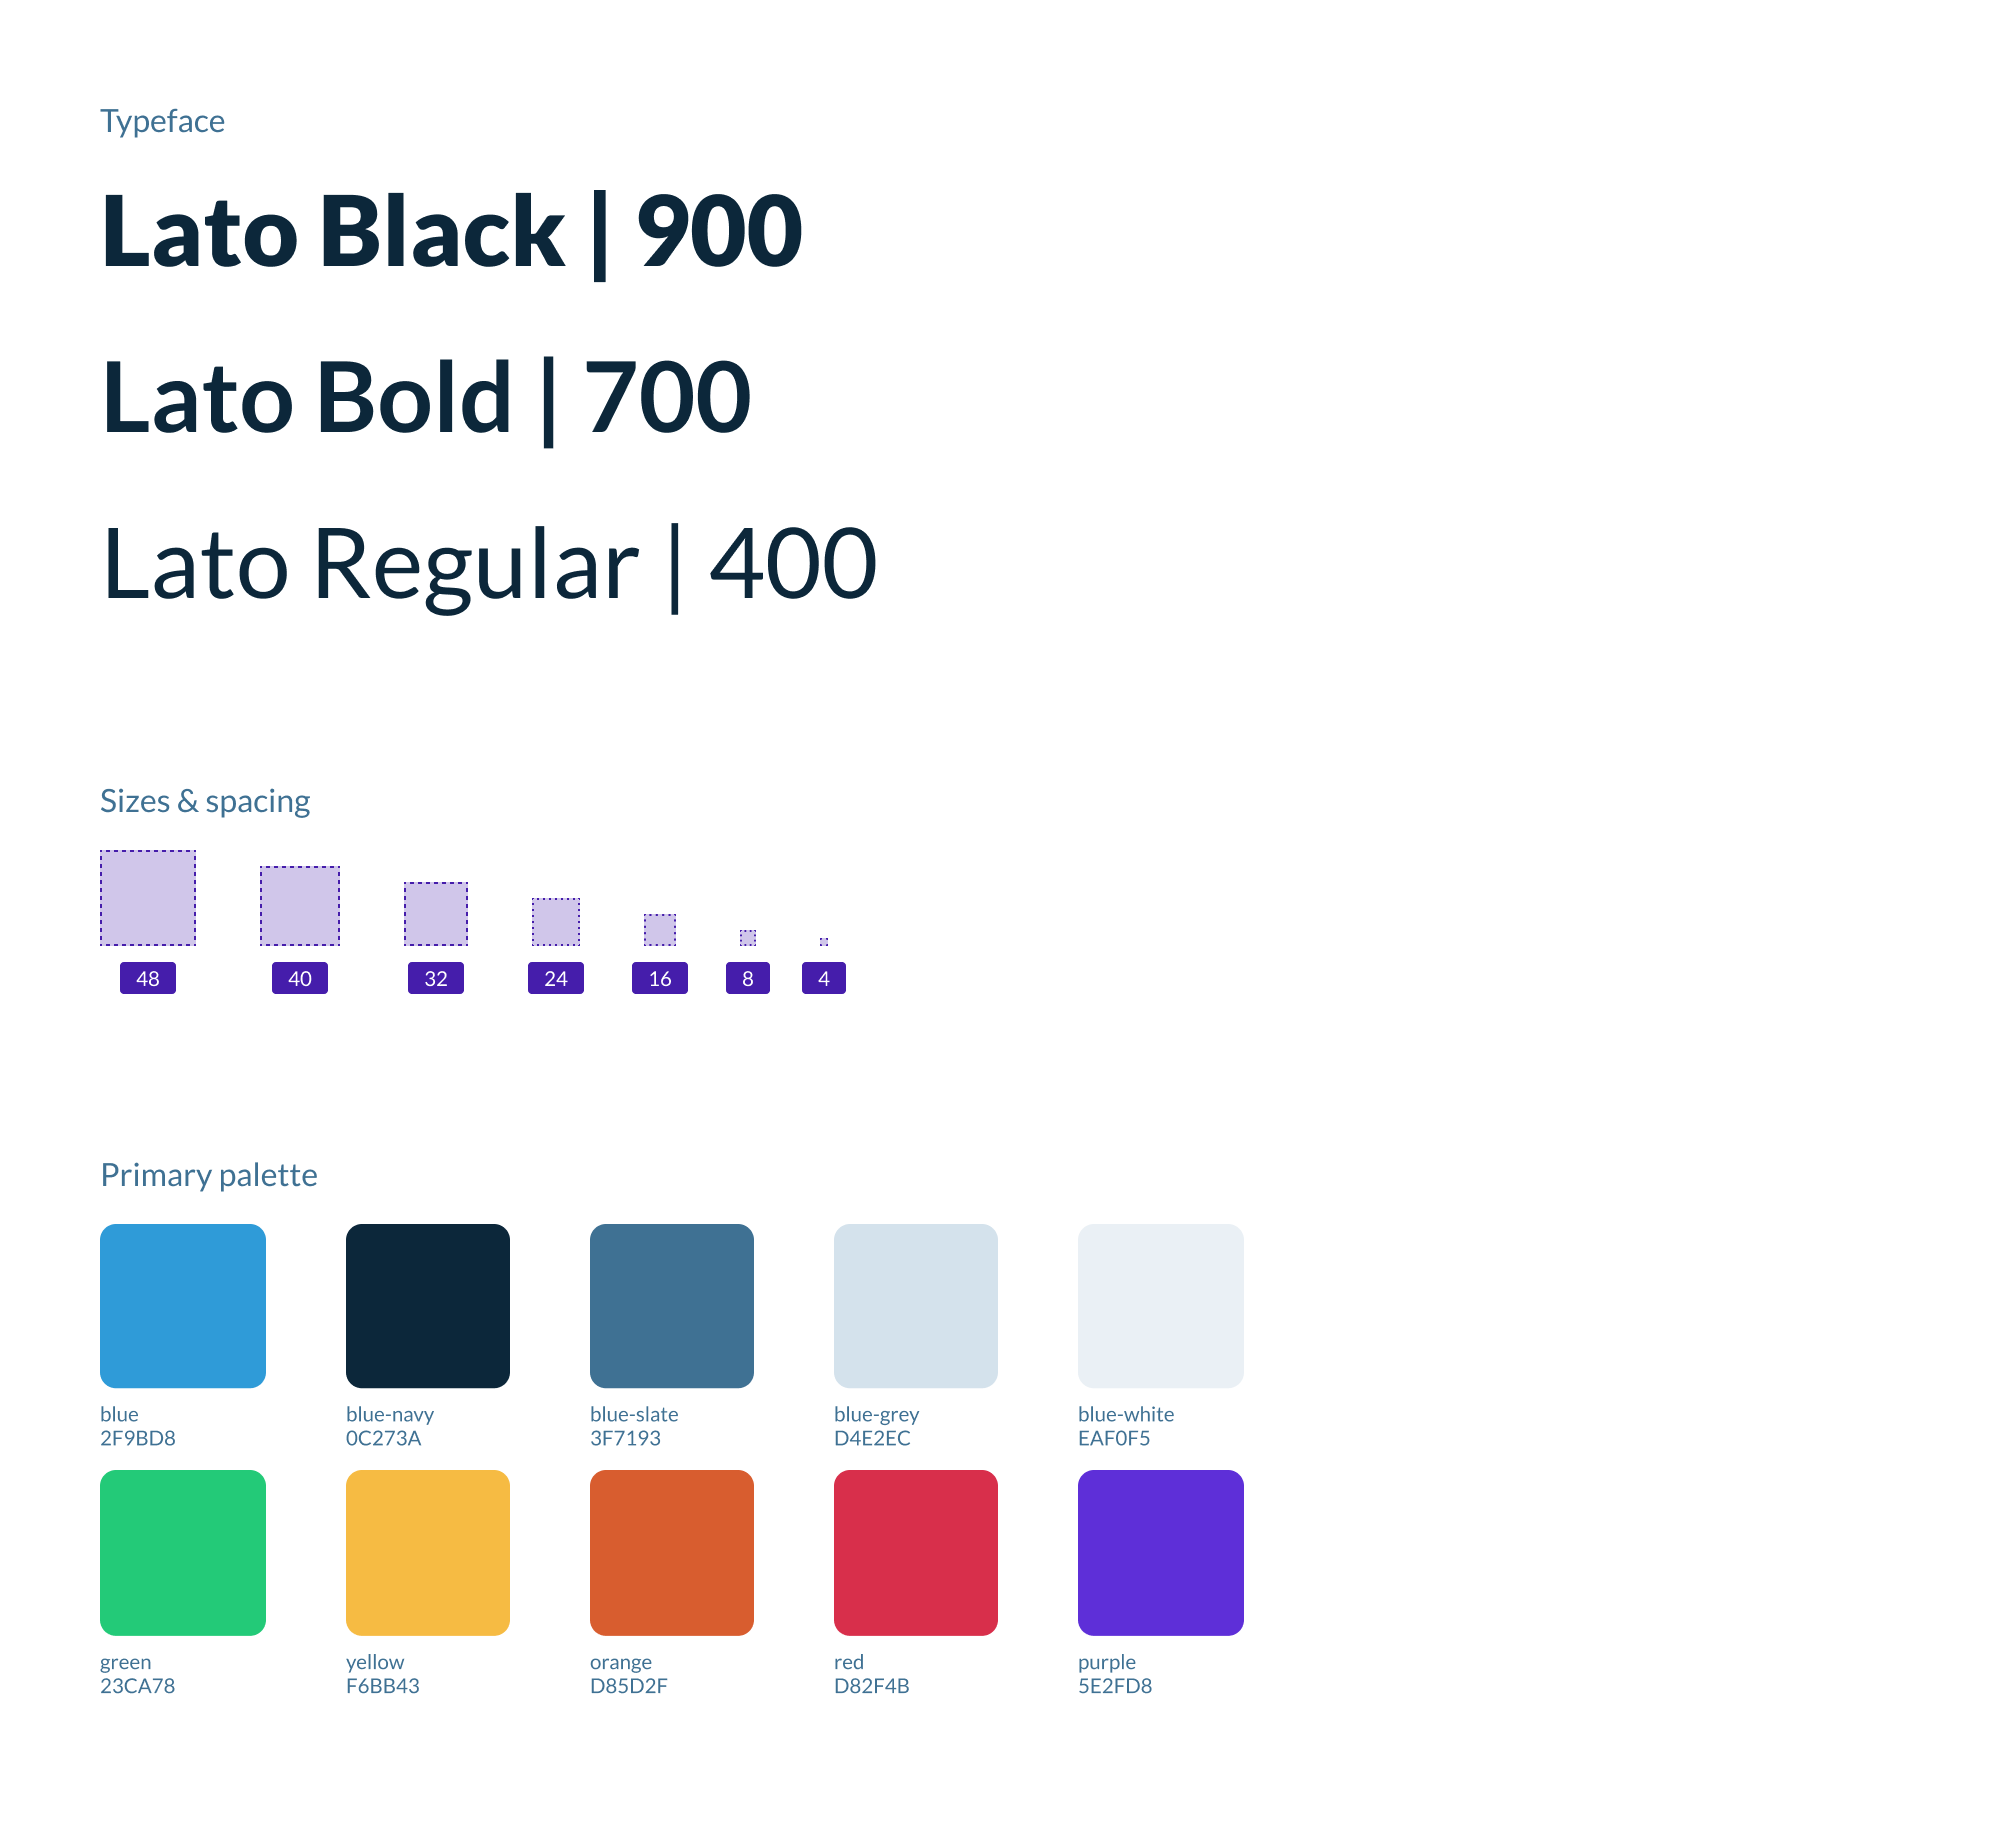 Typeface
Lato Black | 900
Lato Bold | 700
Lato Regular | 400
Sizes & spacing
48 40 32 24 16 8 4
Primary palette
blue blue-navy blue-slate blue-grey blue-white
2F9BD8 0C273A 3F7193 D4E2EC EAF0F5
green yellow orange red purple
23CA78 F6BB43 D85D2F D82F4B 5E2FD8